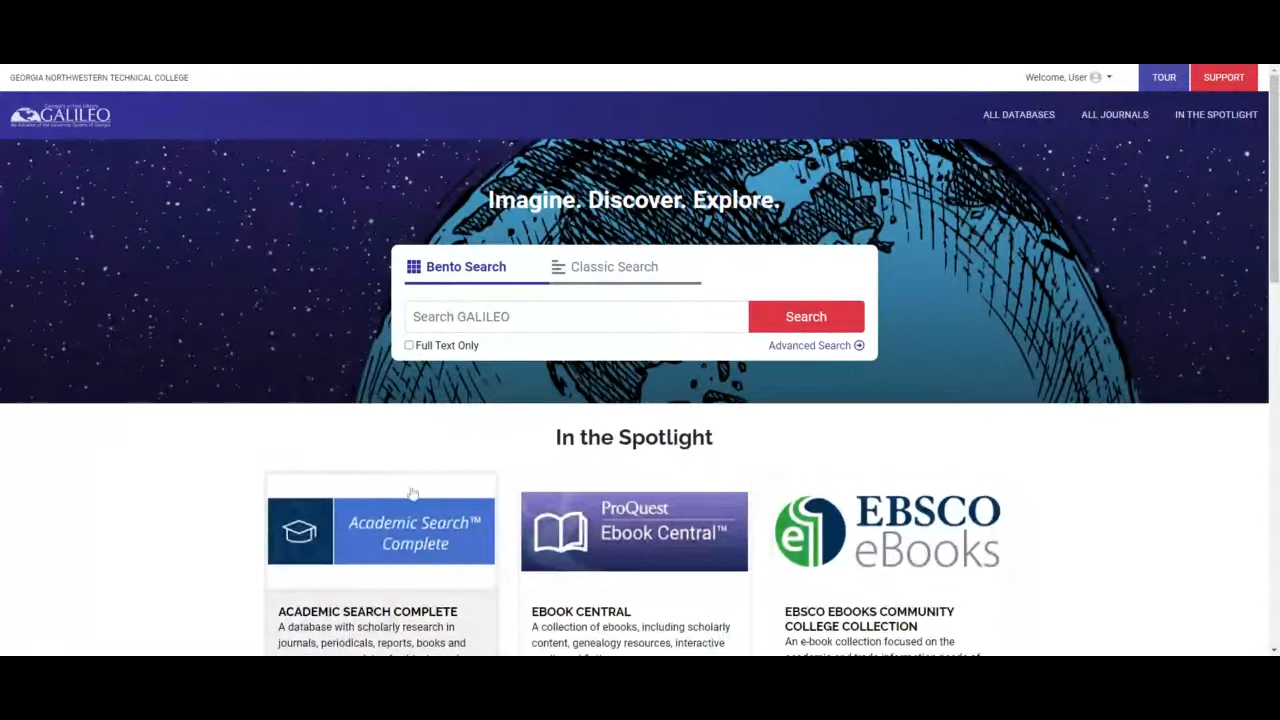 GEORGIA NORTHWESTERN TECHNICAL COLLEGE
Welcome, User
TOUR
SUPPORT
GALILEO
ALL DATABASES
ALL JOURNALS
IN THE SPOTLIGHT
Imagine. Discover. Explore.
Bento Search
Classic Search
Search GALILEO
Search
Full Text Only
Advanced Search
In the Spotlight
Academic Search™
Complete
ProQuest
Ebook Central™
EBSCO
eBooks
ACADEMIC SEARCH COMPLETE
A database with scholarly research in
journals, periodicals, reports, books and
EBOOK CENTRAL
A collection of ebooks, including scholarly
content, genealogy resources, interactive
EBSCO EBOOKS COMMUNITY
COLLEGE COLLECTION
An e-book collection focused on the